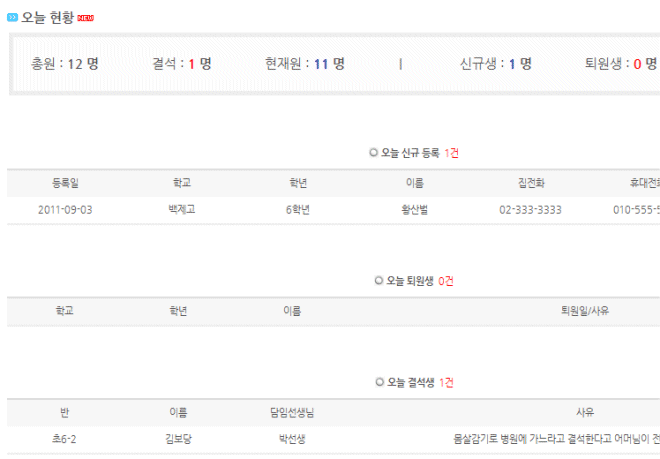 오늘 현황 NEW
총원 : 12 명 결석 : 1 명 현재원 : 11 명 | 신규생 : 1 명 퇴원생 : 0 명
오늘 신규 등록 1건
등록일 학교 학년 이름 집전화 휴대전화
2011-09-03 백제고 6학년 황산벌 02-333-3333 010-555-5
오늘 퇴원생 0건
학교 학년 이름 퇴원일/사유
오늘 결석생 1건
반 이름 담임선생님 사유
초6-2 김보당 박선생 몸살감기로 병원에 가느라고 결석한다고 어머님이 전